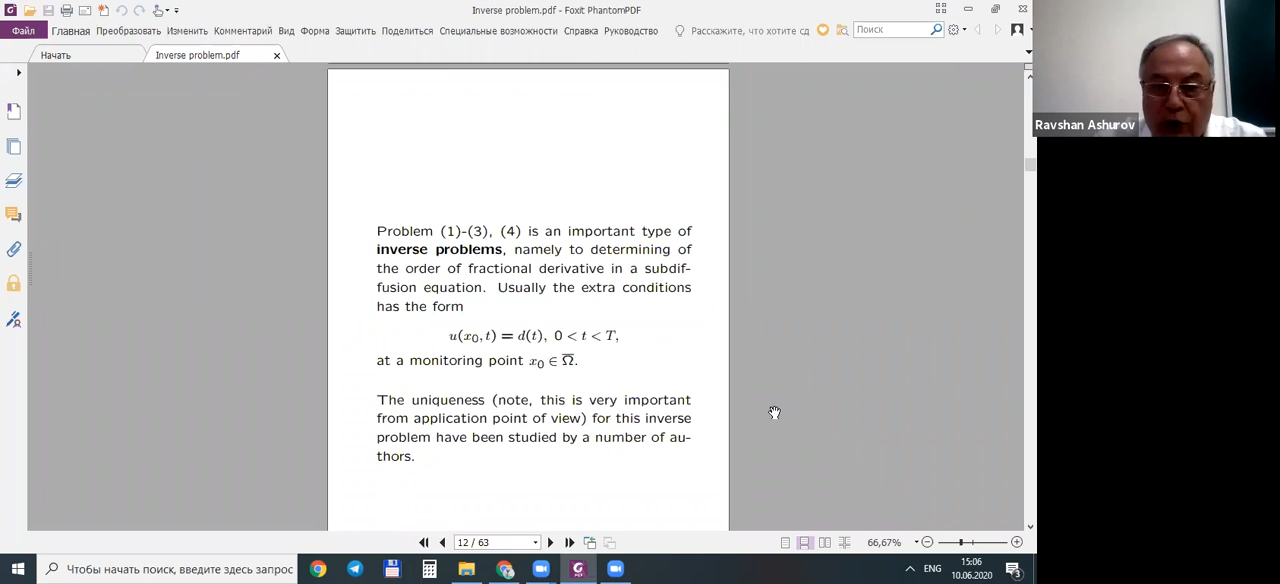 Inverse problem.pdf - Foxit PhantomPDF
Файл Главная Преобразовать Изменить Комментарий Вид Форма Защитить Поделиться Специальные возможности Справка Руководство Расскажите, что хотите сд Поиск
Начать Inverse problem.pdf
Ravshan Ashurov
Problem (1)-(3), (4) is an important type of
inverse problems, namely to determining of
the order of fractional derivative in a subdif-
fusion equation. Usually the extra conditions
has the form
u(x₀, t) = d(t), 0 < t < T,
at a monitoring point x₀ ∈ Ω̅.
The uniqueness (note, this is very important
from application point of view) for this inverse
problem have been studied by a number of au-
thors.
12 / 63 66,67%
Чтобы начать поиск, введите здесь запрос ENG 15:06
10.06.2020
3